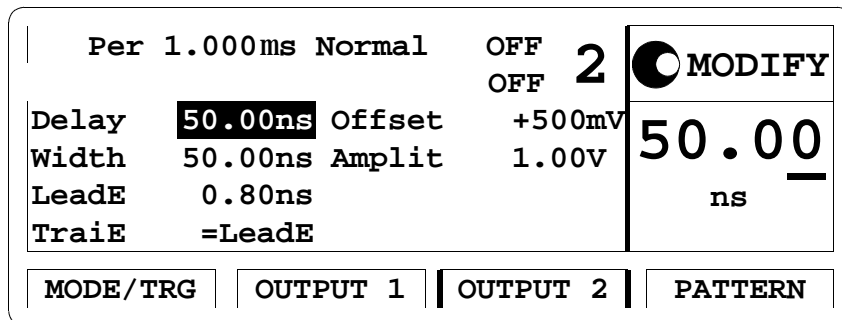 Per 1.000ms Normal OFF 2 MODIFY
OFF
Delay 50.00ns Offset +500mV 50.00
Width 50.00ns Amplit 1.00V
LeadE 0.80ns ns
TraiE =LeadE
MODE/TRG OUTPUT 1 OUTPUT 2 PATTERN